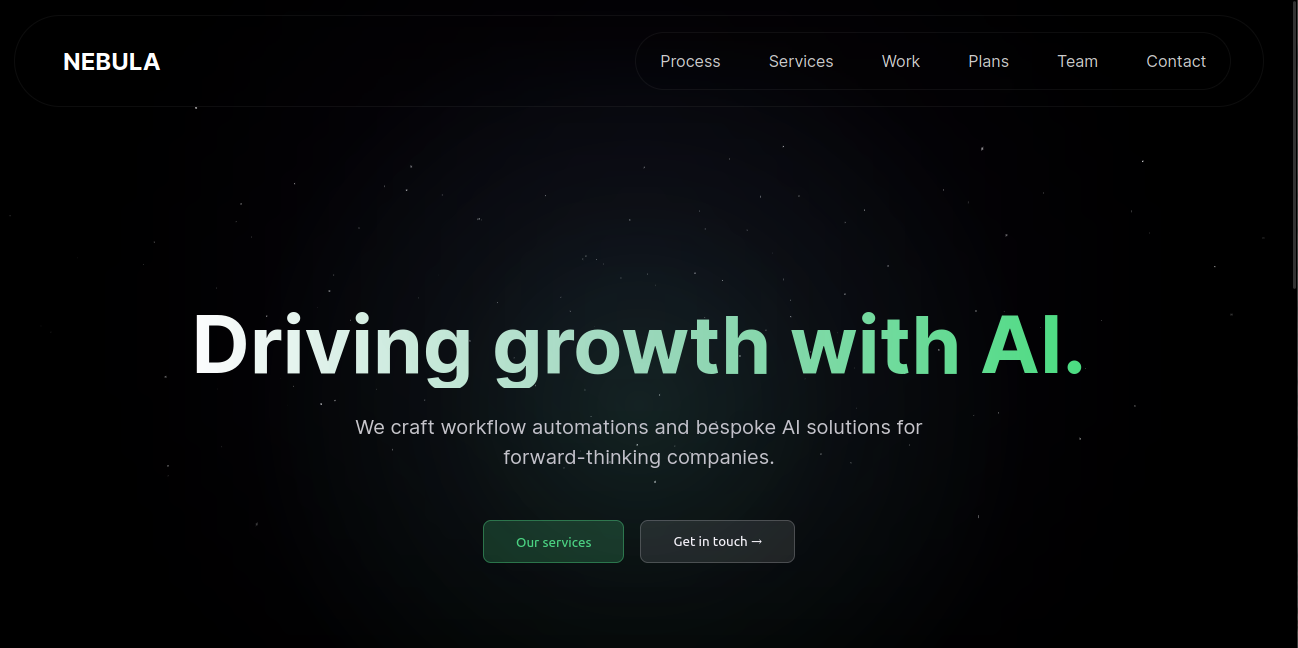 NEBULA
Process Services Work Plans Team Contact
Driving growth with AI.
We craft workflow automations and bespoke AI solutions for
forward-thinking companies.
Our services Get in touch →